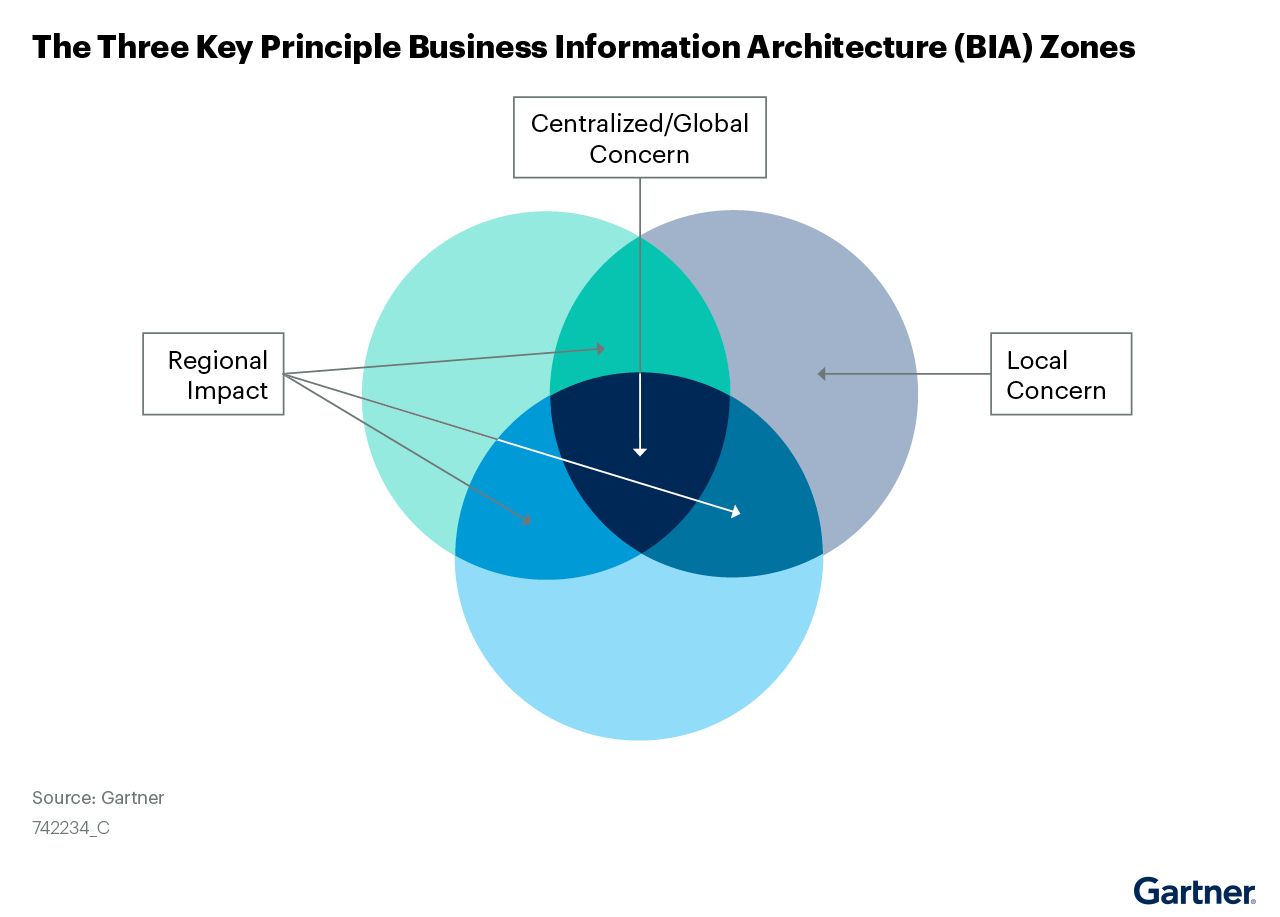 The Three Key Principle Business Information Architecture (BIA) Zones
Centralized/Global
Concern
Regional
Impact
Local
Concern
Source: Gartner
742234_C
Gartner®